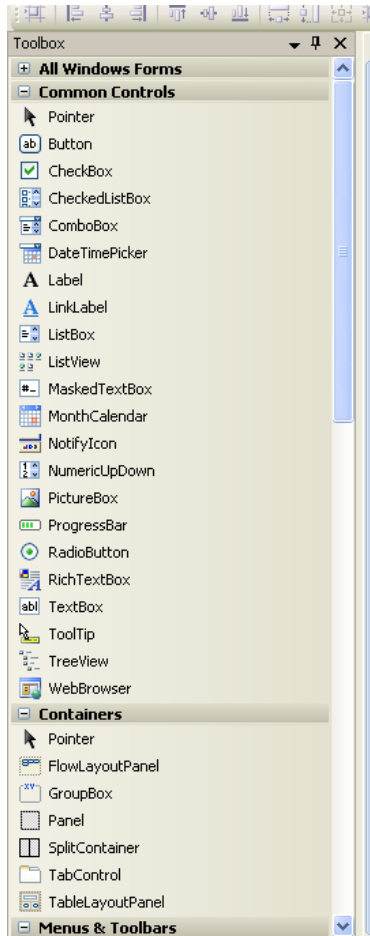 Toolbox
All Windows Forms
Common Controls
Pointer
Button
CheckBox
CheckedListBox
ComboBox
DateTimePicker
Label
LinkLabel
ListBox
ListView
MaskedTextBox
MonthCalendar
NotifyIcon
NumericUpDown
PictureBox
ProgressBar
RadioButton
RichTextBox
TextBox
ToolTip
TreeView
WebBrowser
Containers
Pointer
FlowLayoutPanel
GroupBox
Panel
SplitContainer
TabControl
TableLayoutPanel
Menus & Toolbars